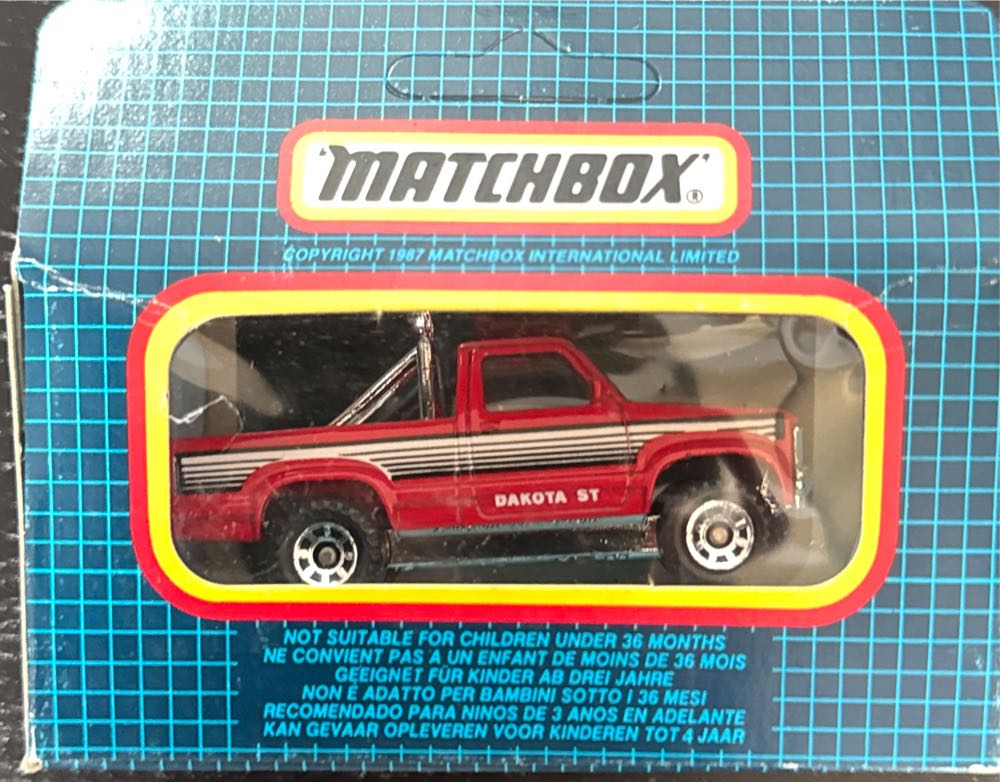 'MATCHBOX'®
COPYRIGHT 1987 MATCHBOX INTERNATIONAL LIMITED
DAKOTA ST
NOT SUITABLE FOR CHILDREN UNDER 36 MONTHS
NE CONVIENT PAS A UN ENFANT DE MOINS DE 36 MOIS
GEEIGNET FÜR KINDER AB DREI JAHRE
NON È ADATTO PER BAMBINI SOTTO I 36 MESI
RECOMENDADO PARA NINOS DE 3 ANOS EN ADELANTE
KAN GEVAAR OPLEVEREN VOOR KINDEREN TOT 4 JAAR